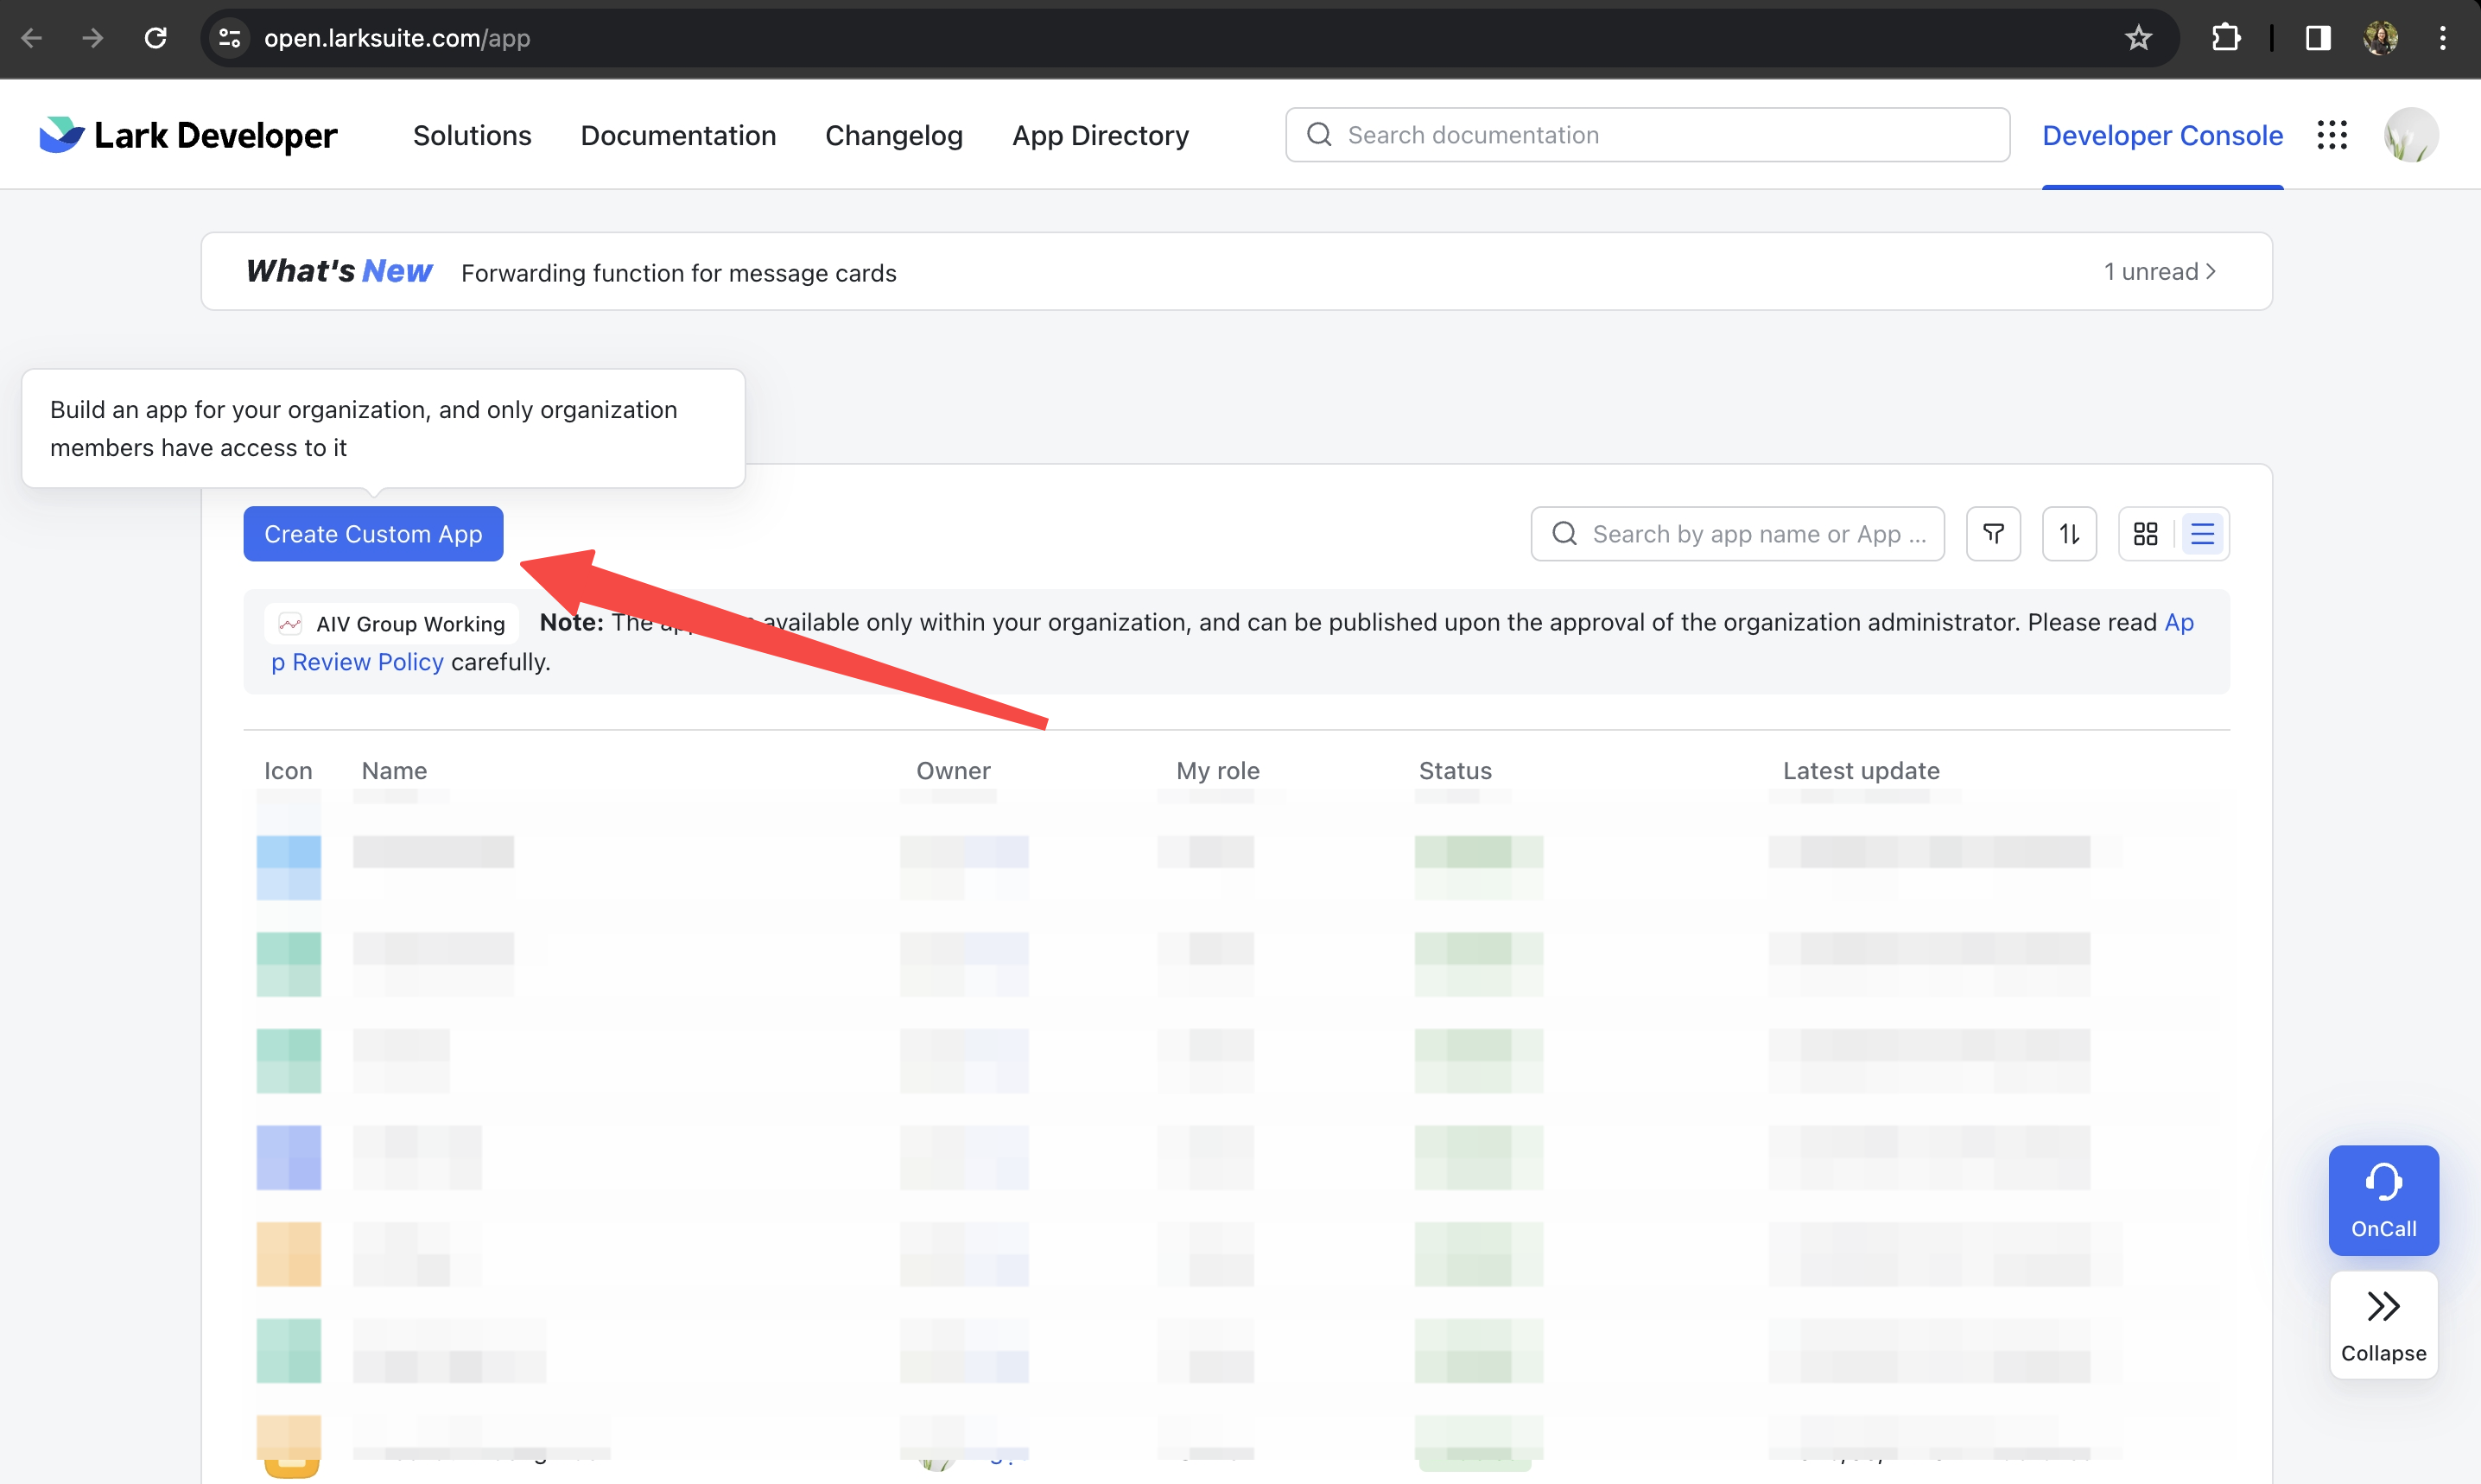 open.larksuite.com/app
Lark Developer
Solutions
Documentation
Changelog
App Directory
Search documentation
Developer Console
What's New
Forwarding function for message cards
1 unread
Build an app for your organization, and only organization
members have access to it
Create Custom App
Search by app name or App ...
AIV Group Working
Note: The available only within your organization, and can be published upon the approval of the organization administrator. Please read Ap
p Review Policy carefully.
Icon
Name
Owner
My role
Status
Latest update
OnCall
Collapse